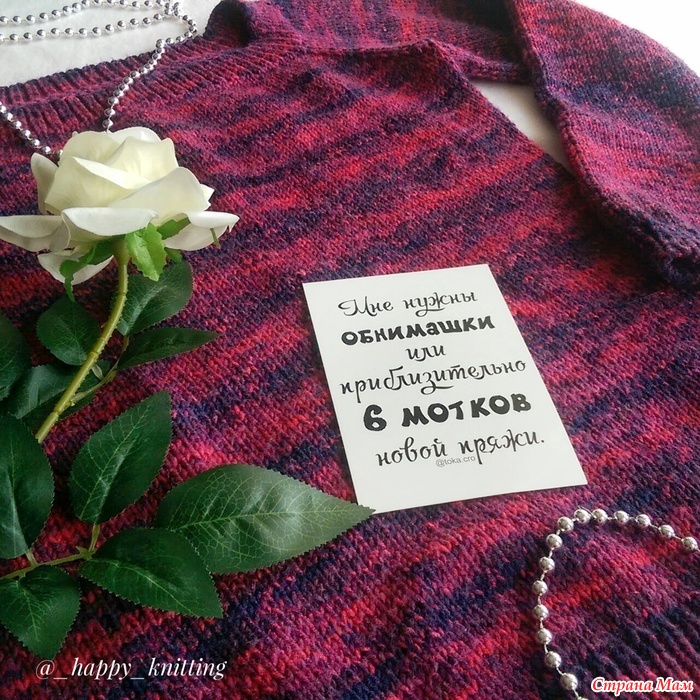 Мне нужны
ОБНИМАШКИ
или
приблизительно
6 МОТКОВ
новой пряжи.
@toka.cro
@_happy_knitting
Страна Мам